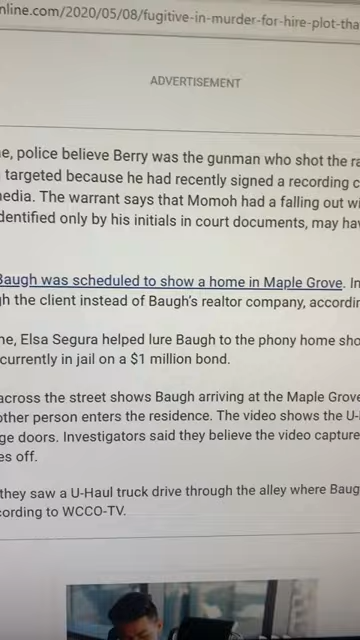 nline.com/2020/05/08/fugitive-in-murder-for-hire-plot-tha
ADVERTISEMENT
e, police believe Berry was the gunman who shot the ra
targeted because he had recently signed a recording c
edia. The warrant says that Momoh had a falling out wi
dentified only by his initials in court documents, may hav
Baugh was scheduled to show a home in Maple Grove. In
h the client instead of Baugh's realtor company, accordin
ne, Elsa Segura helped lure Baugh to the phony home sho
currently in jail on a $1 million bond.
across the street shows Baugh arriving at the Maple Grove
other person enters the residence. The video shows the U-
ge doors. Investigators said they believe the video capture
es off.
they saw a U-Haul truck drive through the alley where Baug
cording to WCCO-TV.